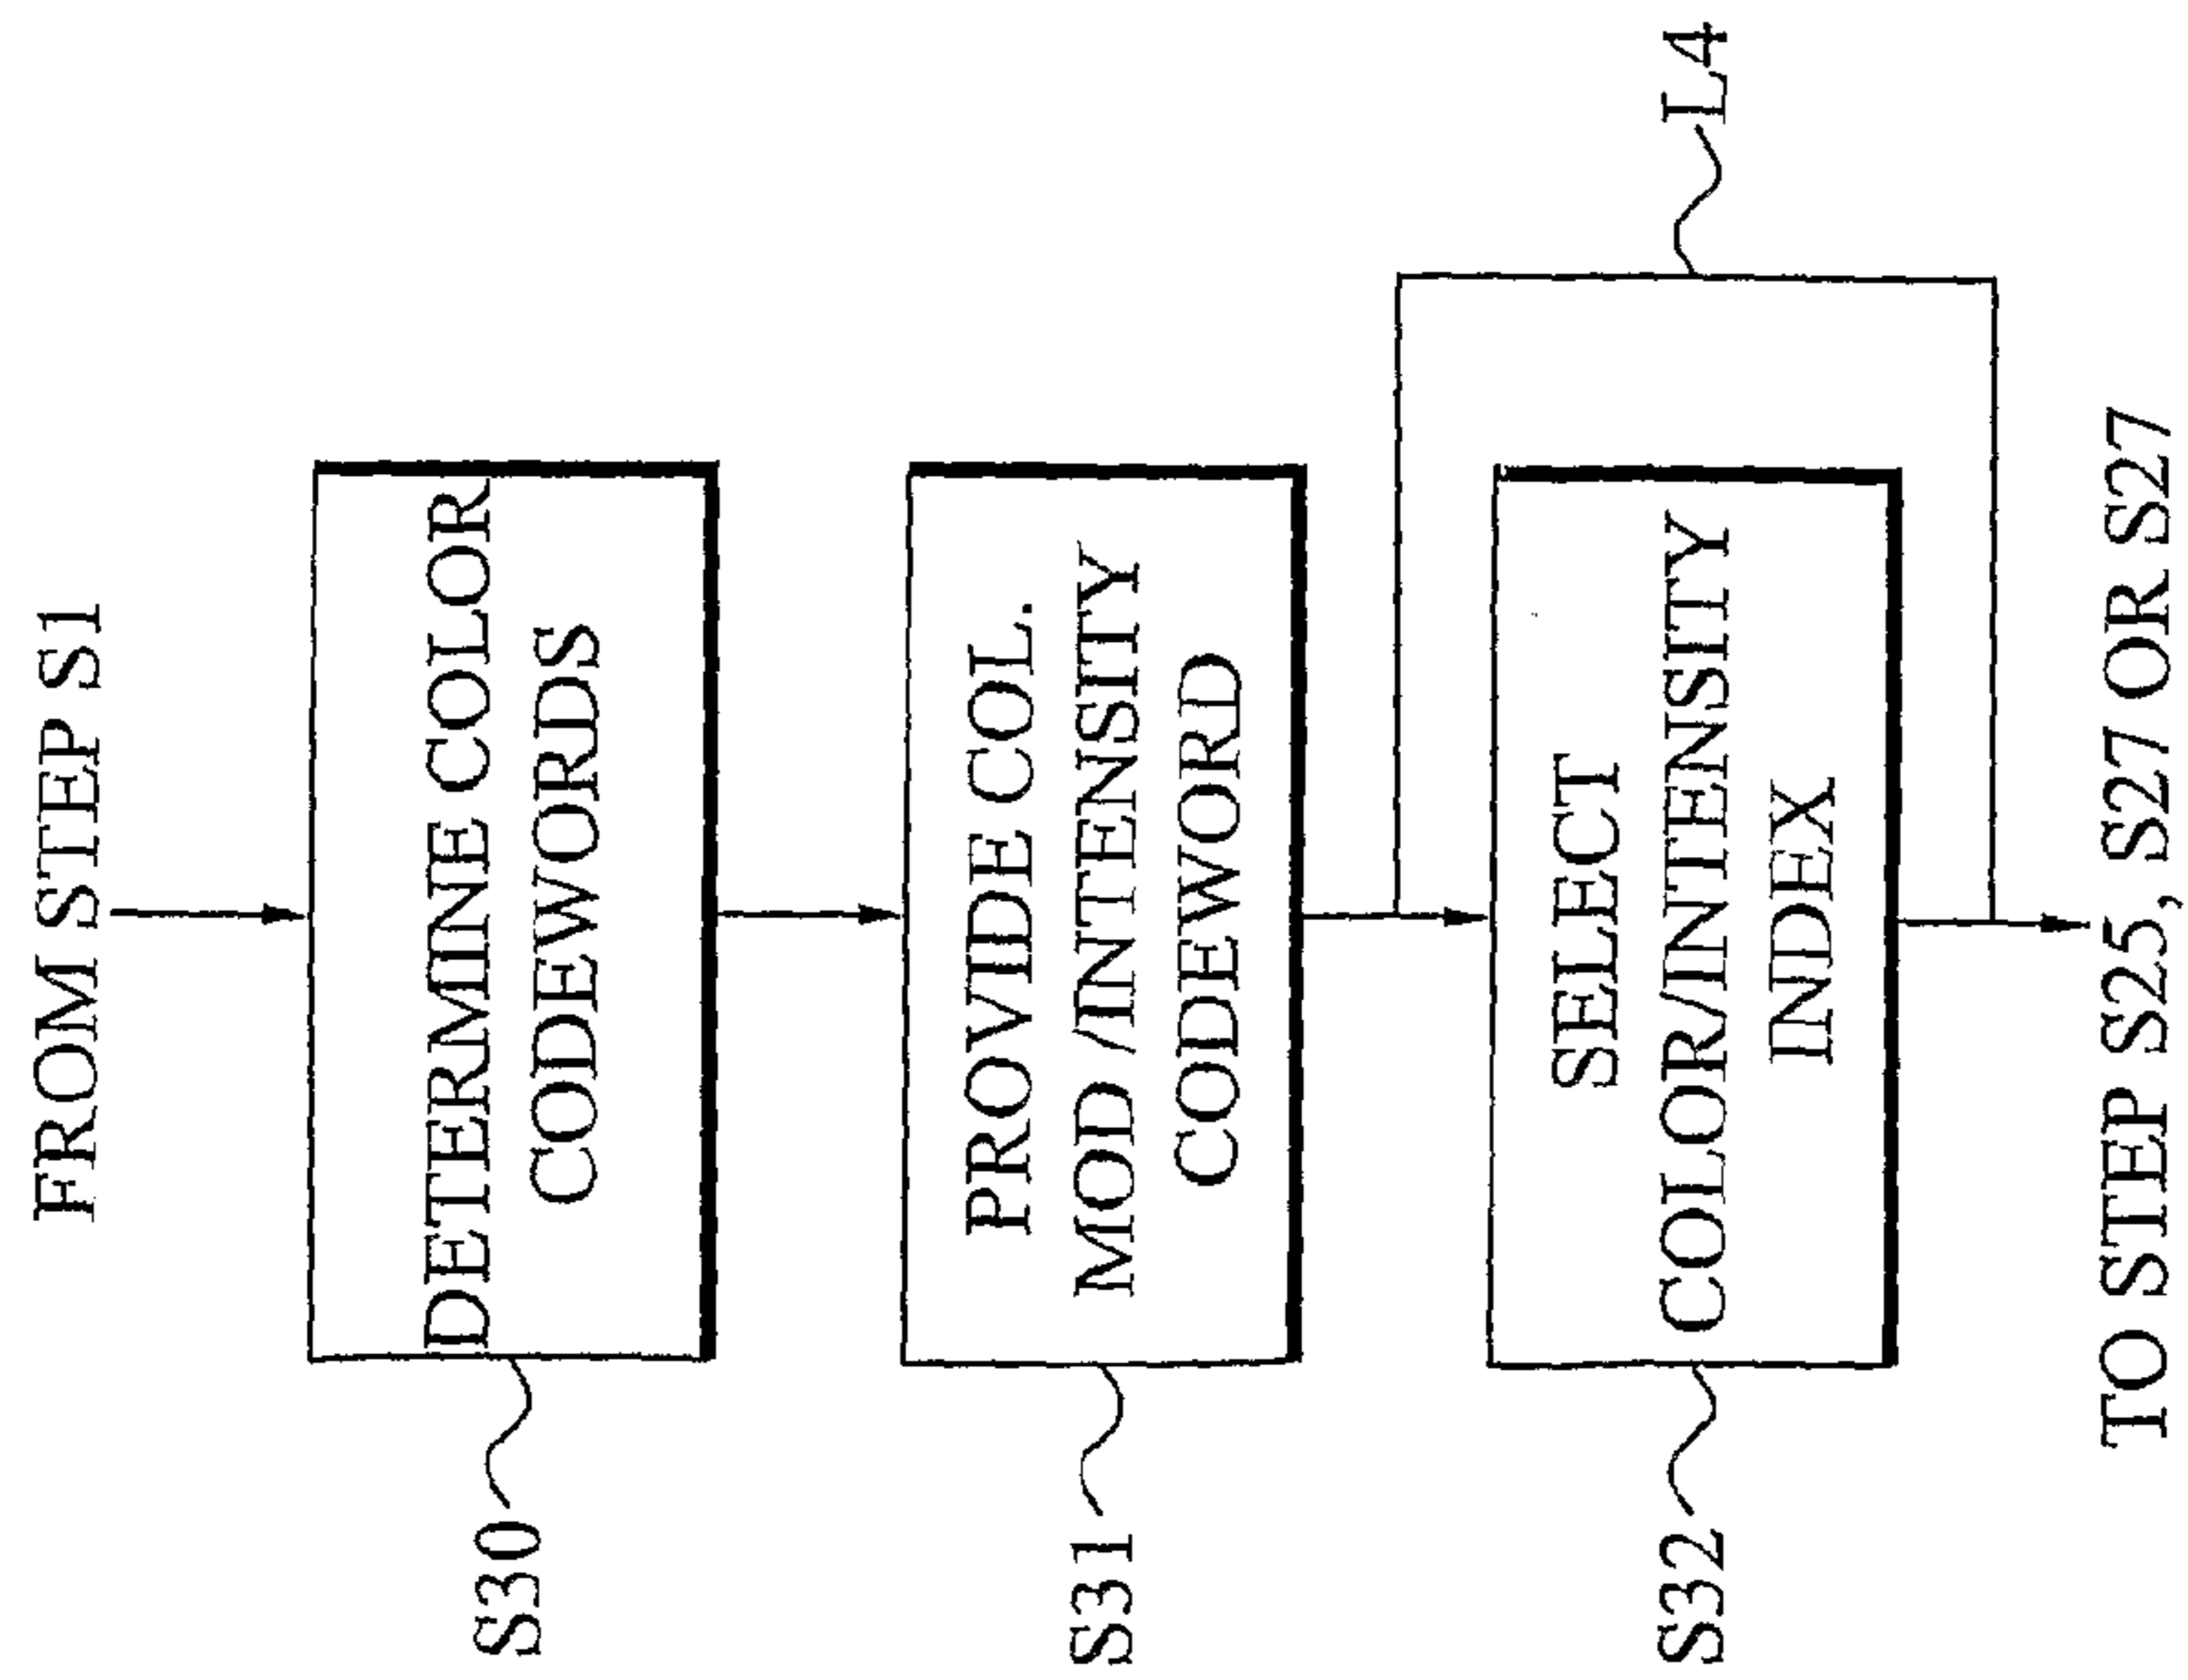 FROM STEP S1
DETERMINE COLOR
CODEWORDS
S30
PROVIDE COL.
MOD /INTENSITY
CODEWORD
S31
SELECT
COLOR/INTENSITY
INDEX
S32
L4
TO STEP S25, S27 OR S27